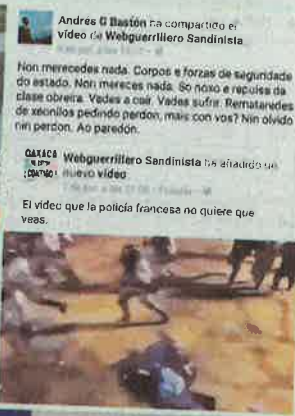 Andrés G Bastón ha compartido el
vídeo de Webguerrillero Sandinista
Non merecedes nada. Corpos e forzas de seguridade
do estado. Non mereces nada. So noxo e repulsa da
clase obreira. Vades a caír. Vades sufrir. Remataredes
de xeonllos pedindo perdon, mais con vos? Nin olvido
nin perdon. Ao paredón.
OAXACA
Webguerrillero Sandinista ha añadido un
nuevo vídeo
El vídeo que la policía francesa no quiere que
veas.